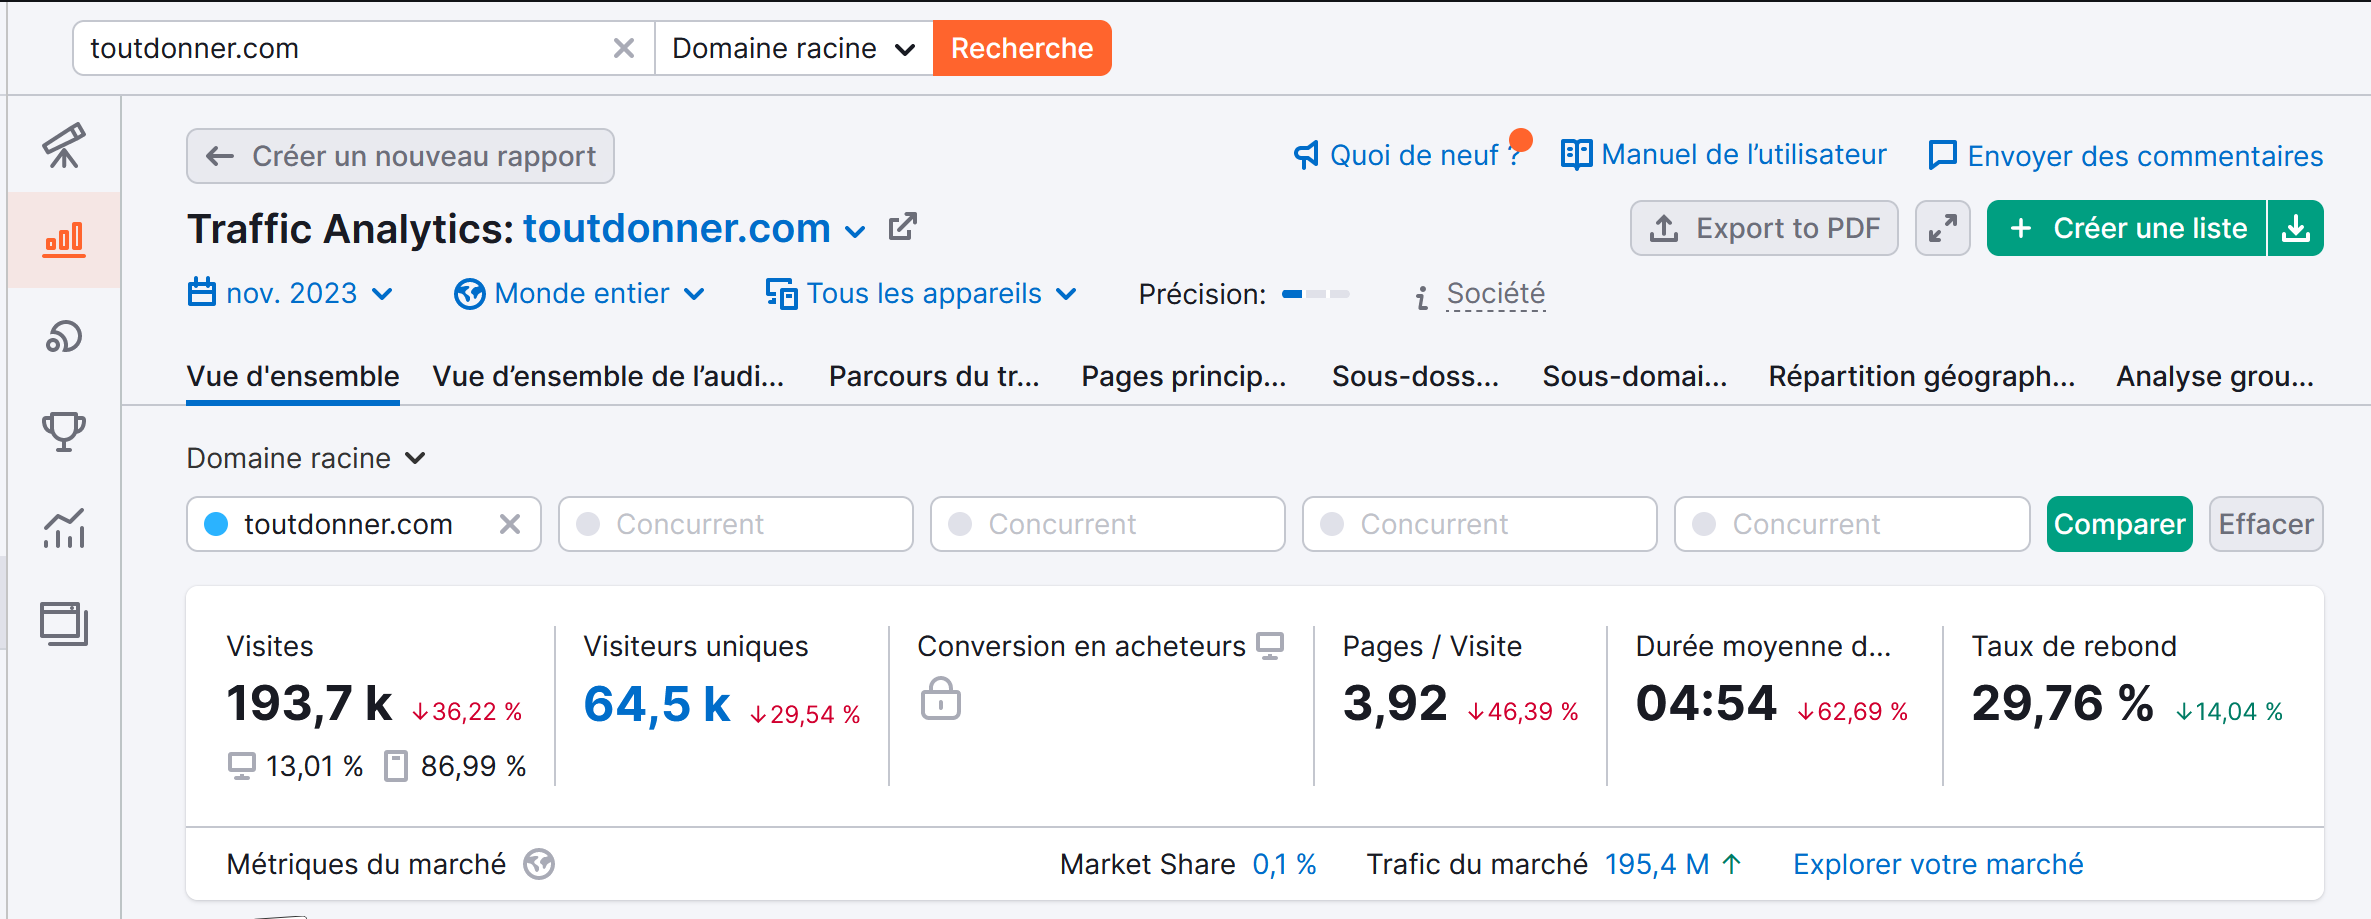 toutdonner.com Domaine racine Recherche
Créer un nouveau rapport Quoi de neuf ? Manuel de l’utilisateur Envoyer des commentaires
Traffic Analytics: toutdonner.com Export to PDF + Créer une liste
nov. 2023 Monde entier Tous les appareils Précision: i Société
Vue d'ensemble Vue d’ensemble de l’audi... Parcours du tr... Pages princip... Sous-doss... Sous-domai... Répartition géograph... Analyse grou...
Domaine racine
toutdonner.com Concurrent Concurrent Concurrent Concurrent Comparer Effacer
Visites Visiteurs uniques Conversion en acheteurs Pages / Visite Durée moyenne d... Taux de rebond
193,7 k ↓36,22 % 64,5 k ↓29,54 % 3,92 ↓46,39 % 04:54 ↓62,69 % 29,76 % ↓14,04 %
13,01 % 86,99 %
Métriques du marché Market Share 0,1 % Trafic du marché 195,4 M ↑ Explorer votre marché